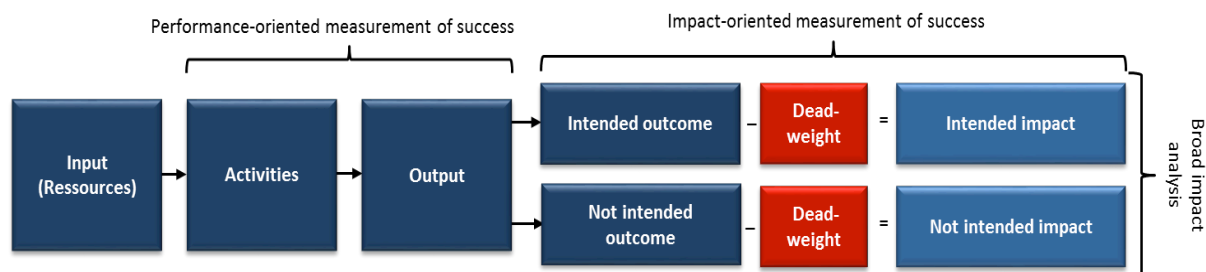 Performance-oriented measurement of success
Impact-oriented measurement of success
Input
(Ressources)
Activities
Output
Intended outcome
–
Dead-
weight
=
Intended impact
Not intended
outcome
–
Dead-
weight
=
Not intended impact
Broad impact
analysis